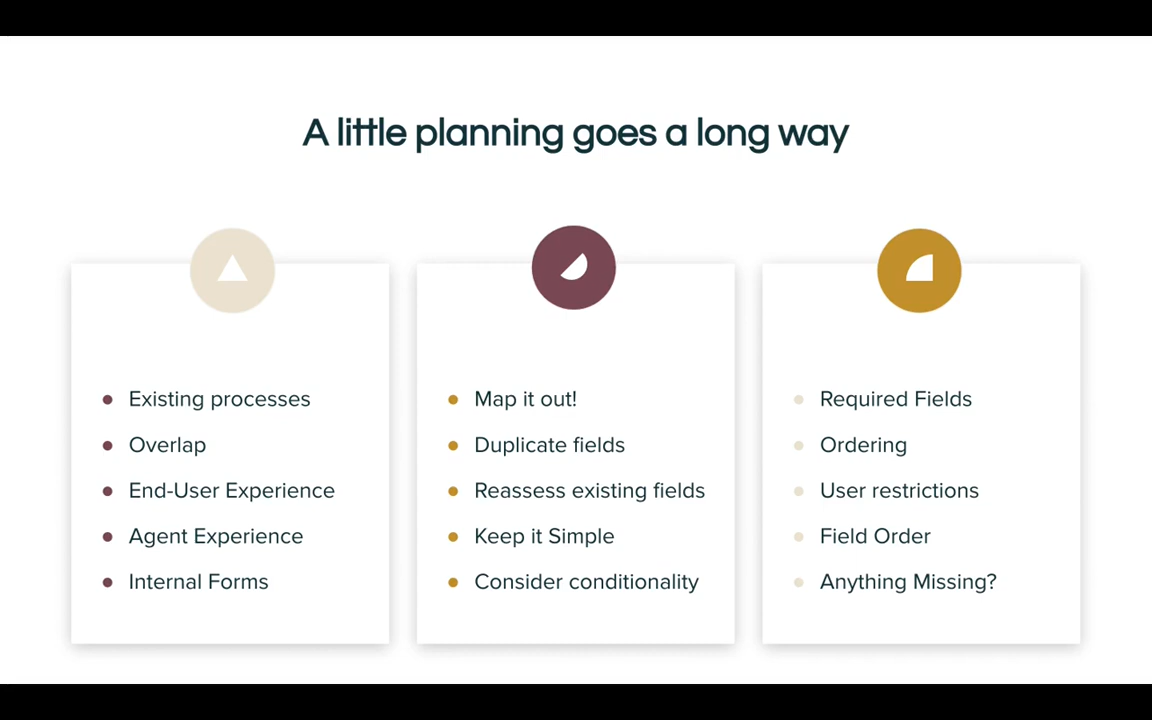 A little planning goes a long way
Existing processes
Overlap
End-User Experience
Agent Experience
Internal Forms
Map it out!
Duplicate fields
Reassess existing fields
Keep it Simple
Consider conditionality
Required Fields
Ordering
User restrictions
Field Order
Anything Missing?